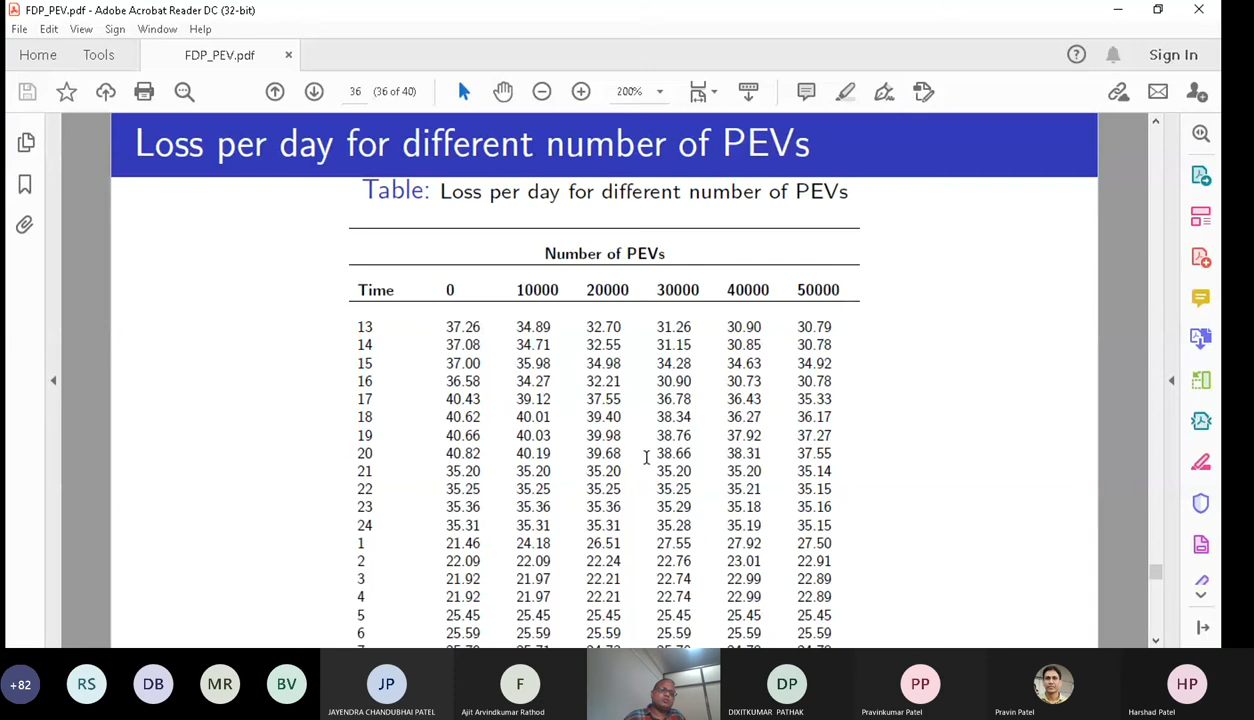 FDP_PEV.pdf - Adobe Acrobat Reader DC (32-bit)
File Edit View Sign Window Help
Home Tools FDP_PEV.pdf × Sign In
36 (36 of 40) 200%
Loss per day for different number of PEVs
Table: Loss per day for different number of PEVs
Number of PEVs
Time 0 10000 20000 30000 40000 50000
13 37.26 34.89 32.70 31.26 30.90 30.79
14 37.08 34.71 32.55 31.15 30.85 30.78
15 37.00 35.98 34.98 34.28 34.63 34.92
16 36.58 34.27 32.21 30.90 30.73 30.78
17 40.43 39.12 37.55 36.78 36.43 35.33
18 40.62 40.01 39.40 38.34 36.27 36.17
19 40.66 40.03 39.98 38.76 37.92 37.27
20 40.82 40.19 39.68 38.66 38.31 37.55
21 35.20 35.20 35.20 35.20 35.20 35.14
22 35.25 35.25 35.25 35.25 35.21 35.15
23 35.36 35.36 35.36 35.29 35.18 35.16
24 35.31 35.31 35.31 35.28 35.19 35.15
1 21.46 24.18 26.51 27.55 27.92 27.50
2 22.09 22.09 22.24 22.76 23.01 22.91
3 21.92 21.97 22.21 22.74 22.99 22.89
4 21.92 21.97 22.21 22.74 22.99 22.89
5 25.45 25.45 25.45 25.45 25.45 25.45
6 25.59 25.59 25.59 25.59 25.59 25.59
+82 RS DB MR BV JP F DP PP HP
JAYENDRA CHANDUBHAI PATEL Ajit Arvindkumar Rathod DIXITKUMAR PATHAK Pravinkumar Patel Pravin Patel Harshad Patel